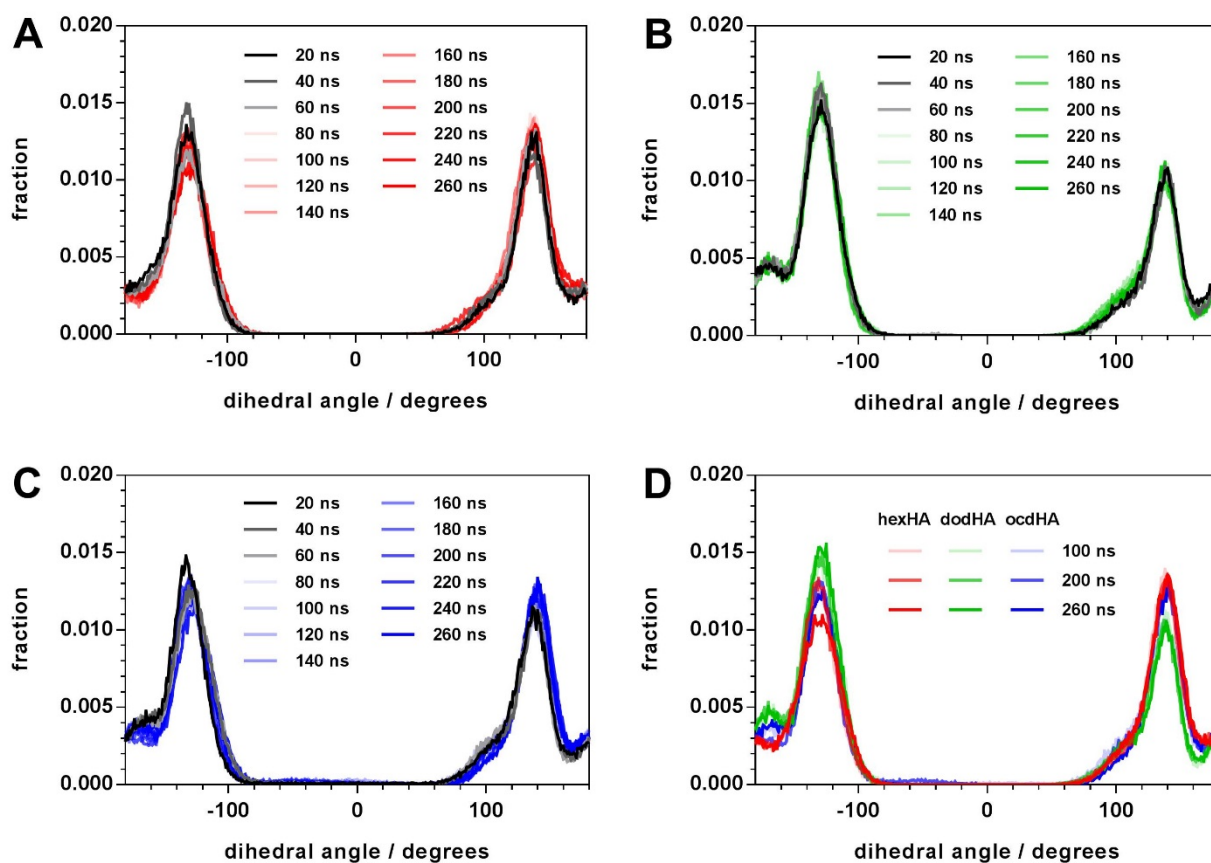 A
0.020
0.015
0.010
0.005
0.000
fraction
20 ns
40 ns
60 ns
80 ns
100 ns
120 ns
140 ns
160 ns
180 ns
200 ns
220 ns
240 ns
260 ns
-100 0 100
dihedral angle / degrees
B
0.020
0.015
0.010
0.005
0.000
fraction
20 ns
40 ns
60 ns
80 ns
100 ns
120 ns
140 ns
160 ns
180 ns
200 ns
220 ns
240 ns
260 ns
-100 0 100
dihedral angle / degrees
C
0.020
0.015
0.010
0.005
0.000
fraction
20 ns
40 ns
60 ns
80 ns
100 ns
120 ns
140 ns
160 ns
180 ns
200 ns
220 ns
240 ns
260 ns
-100 0 100
dihedral angle / degrees
D
0.020
0.015
0.010
0.005
0.000
fraction
hexHA dodHA ocdHA
100 ns
200 ns
260 ns
-100 0 100
dihedral angle / degrees